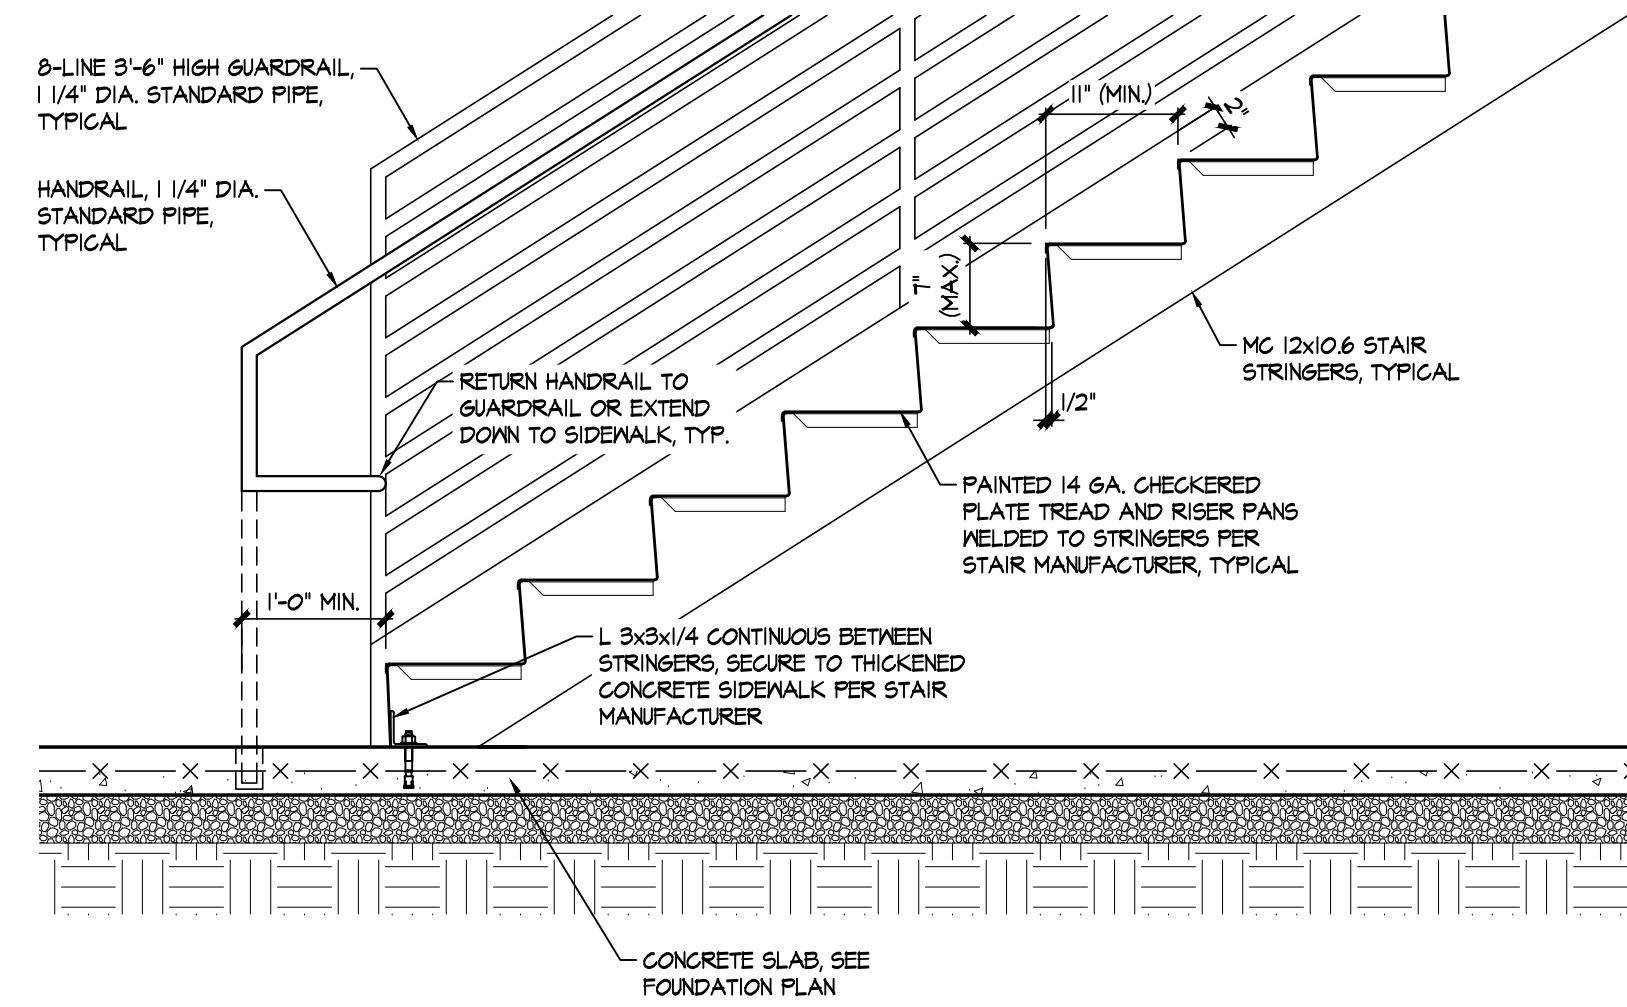 8-LINE 3'-6" HIGH GUARDRAIL,
1 1/4" DIA. STANDARD PIPE,
TYPICAL
HANDRAIL, 1 1/4" DIA.
STANDARD PIPE,
TYPICAL
11" (MIN.)
2"
7"
(MAX.)
MC 12x10.6 STAIR
STRINGERS, TYPICAL
RETURN HANDRAIL TO
GUARDRAIL OR EXTEND
DOWN TO SIDEWALK, TYP.
1/2"
PAINTED 14 GA. CHECKERED
PLATE TREAD AND RISER PANS
WELDED TO STRINGERS PER
STAIR MANUFACTURER, TYPICAL
1'-0" MIN.
L 3x3x1/4 CONTINUOUS BETWEEN
STRINGERS, SECURE TO THICKENED
CONCRETE SIDEWALK PER STAIR
MANUFACTURER
CONCRETE SLAB, SEE
FOUNDATION PLAN